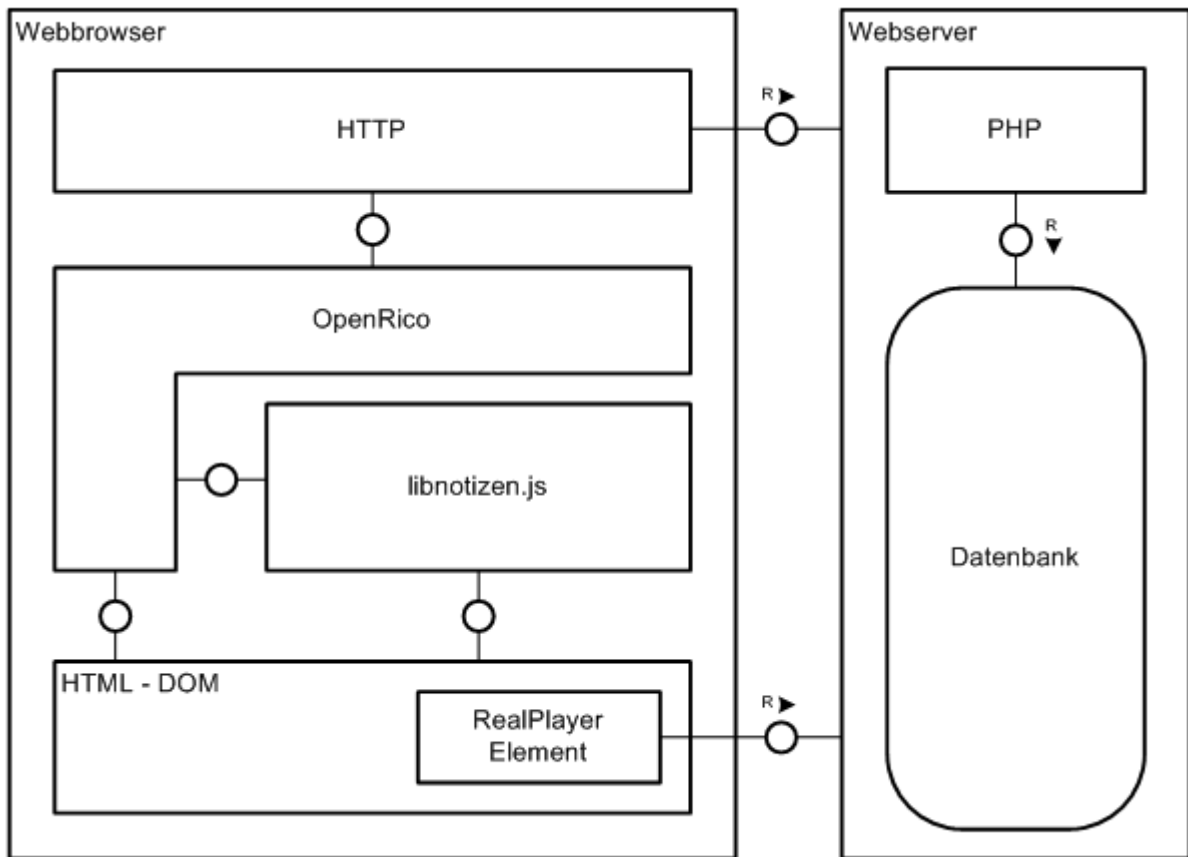 Webbrowser
HTTP
R
OpenRico
libnotizen.js
HTML - DOM
RealPlayer
Element
R
Webserver
PHP
R
Datenbank